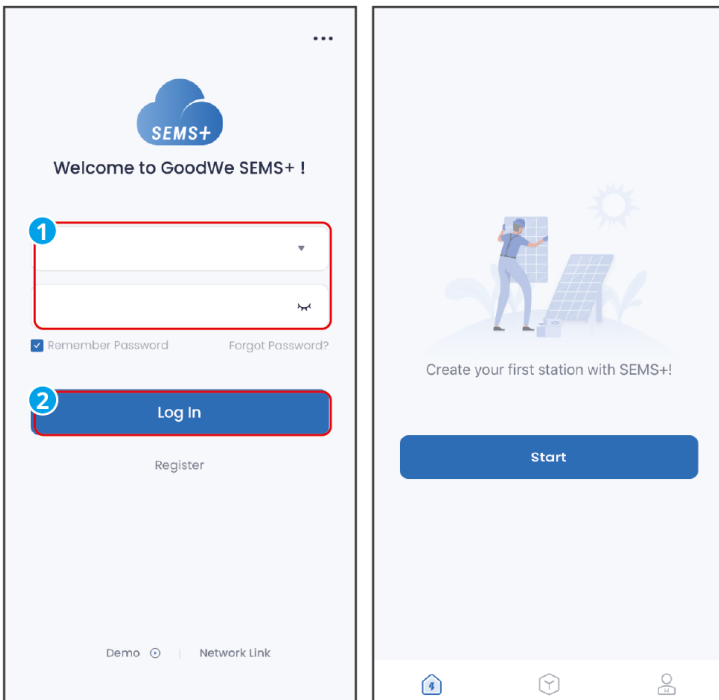 SEMS+
Welcome to GoodWe SEMS+ !
1
Remember Password Forgot Password?
2
Log In
Register
Demo Network Link
Create your first station with SEMS+!
Start